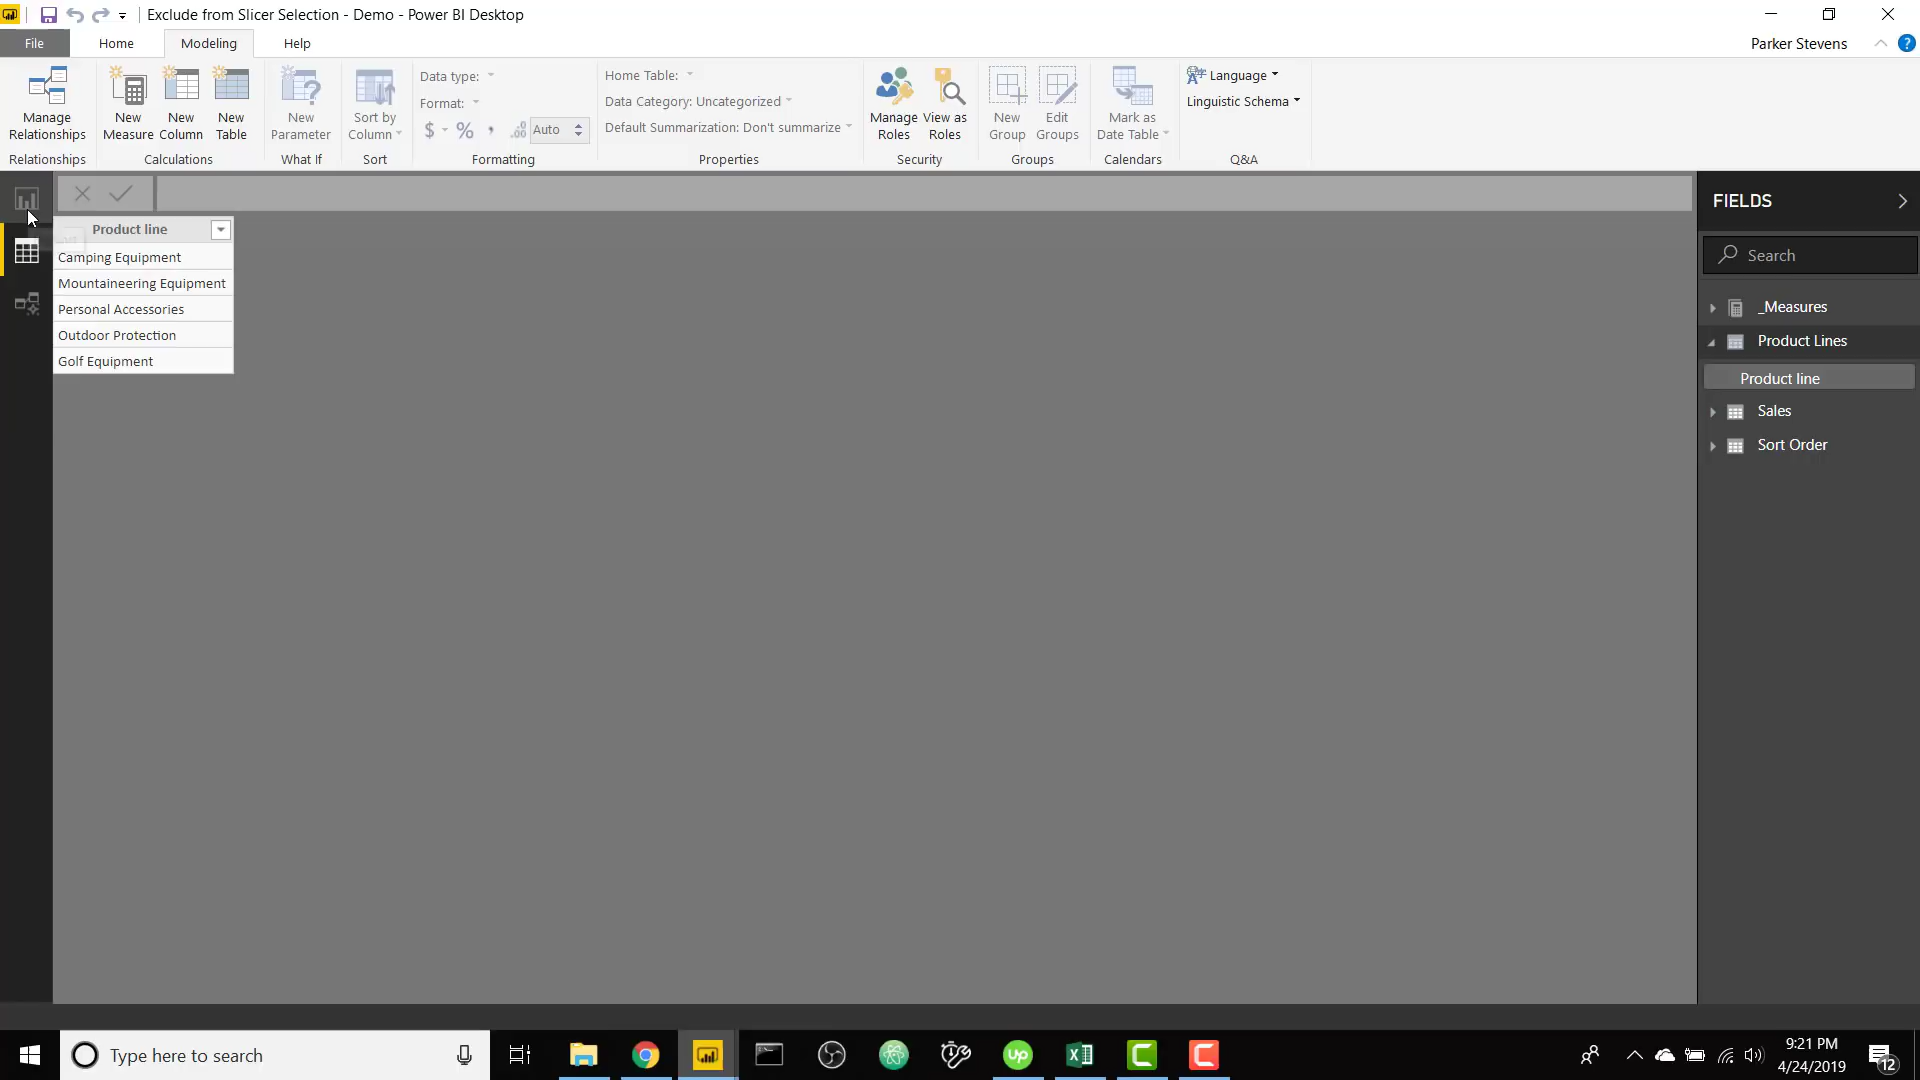 Exclude from Slicer Selection - Demo - Power BI Desktop
File
Home
Modeling
Help
Parker Stevens
Manage
Relationships
Relationships
New
Measure
New
Column
New
Table
Calculations
New
Parameter
What If
Sort by
Column
Sort
Data type:
Format:
$ % , .00 Auto
Formatting
Home Table:
Data Category: Uncategorized
Default Summarization: Don't summarize
Properties
Manage
Roles
View as
Roles
Security
New
Group
Edit
Groups
Groups
Mark as
Date Table
Calendars
Language
Linguistic Schema
Q&A
Product line
Camping Equipment
Mountaineering Equipment
Personal Accessories
Outdoor Protection
Golf Equipment
FIELDS
Search
_Measures
Product Lines
Product line
Sales
Sort Order
Type here to search
up
9:21 PM
4/24/2019
12